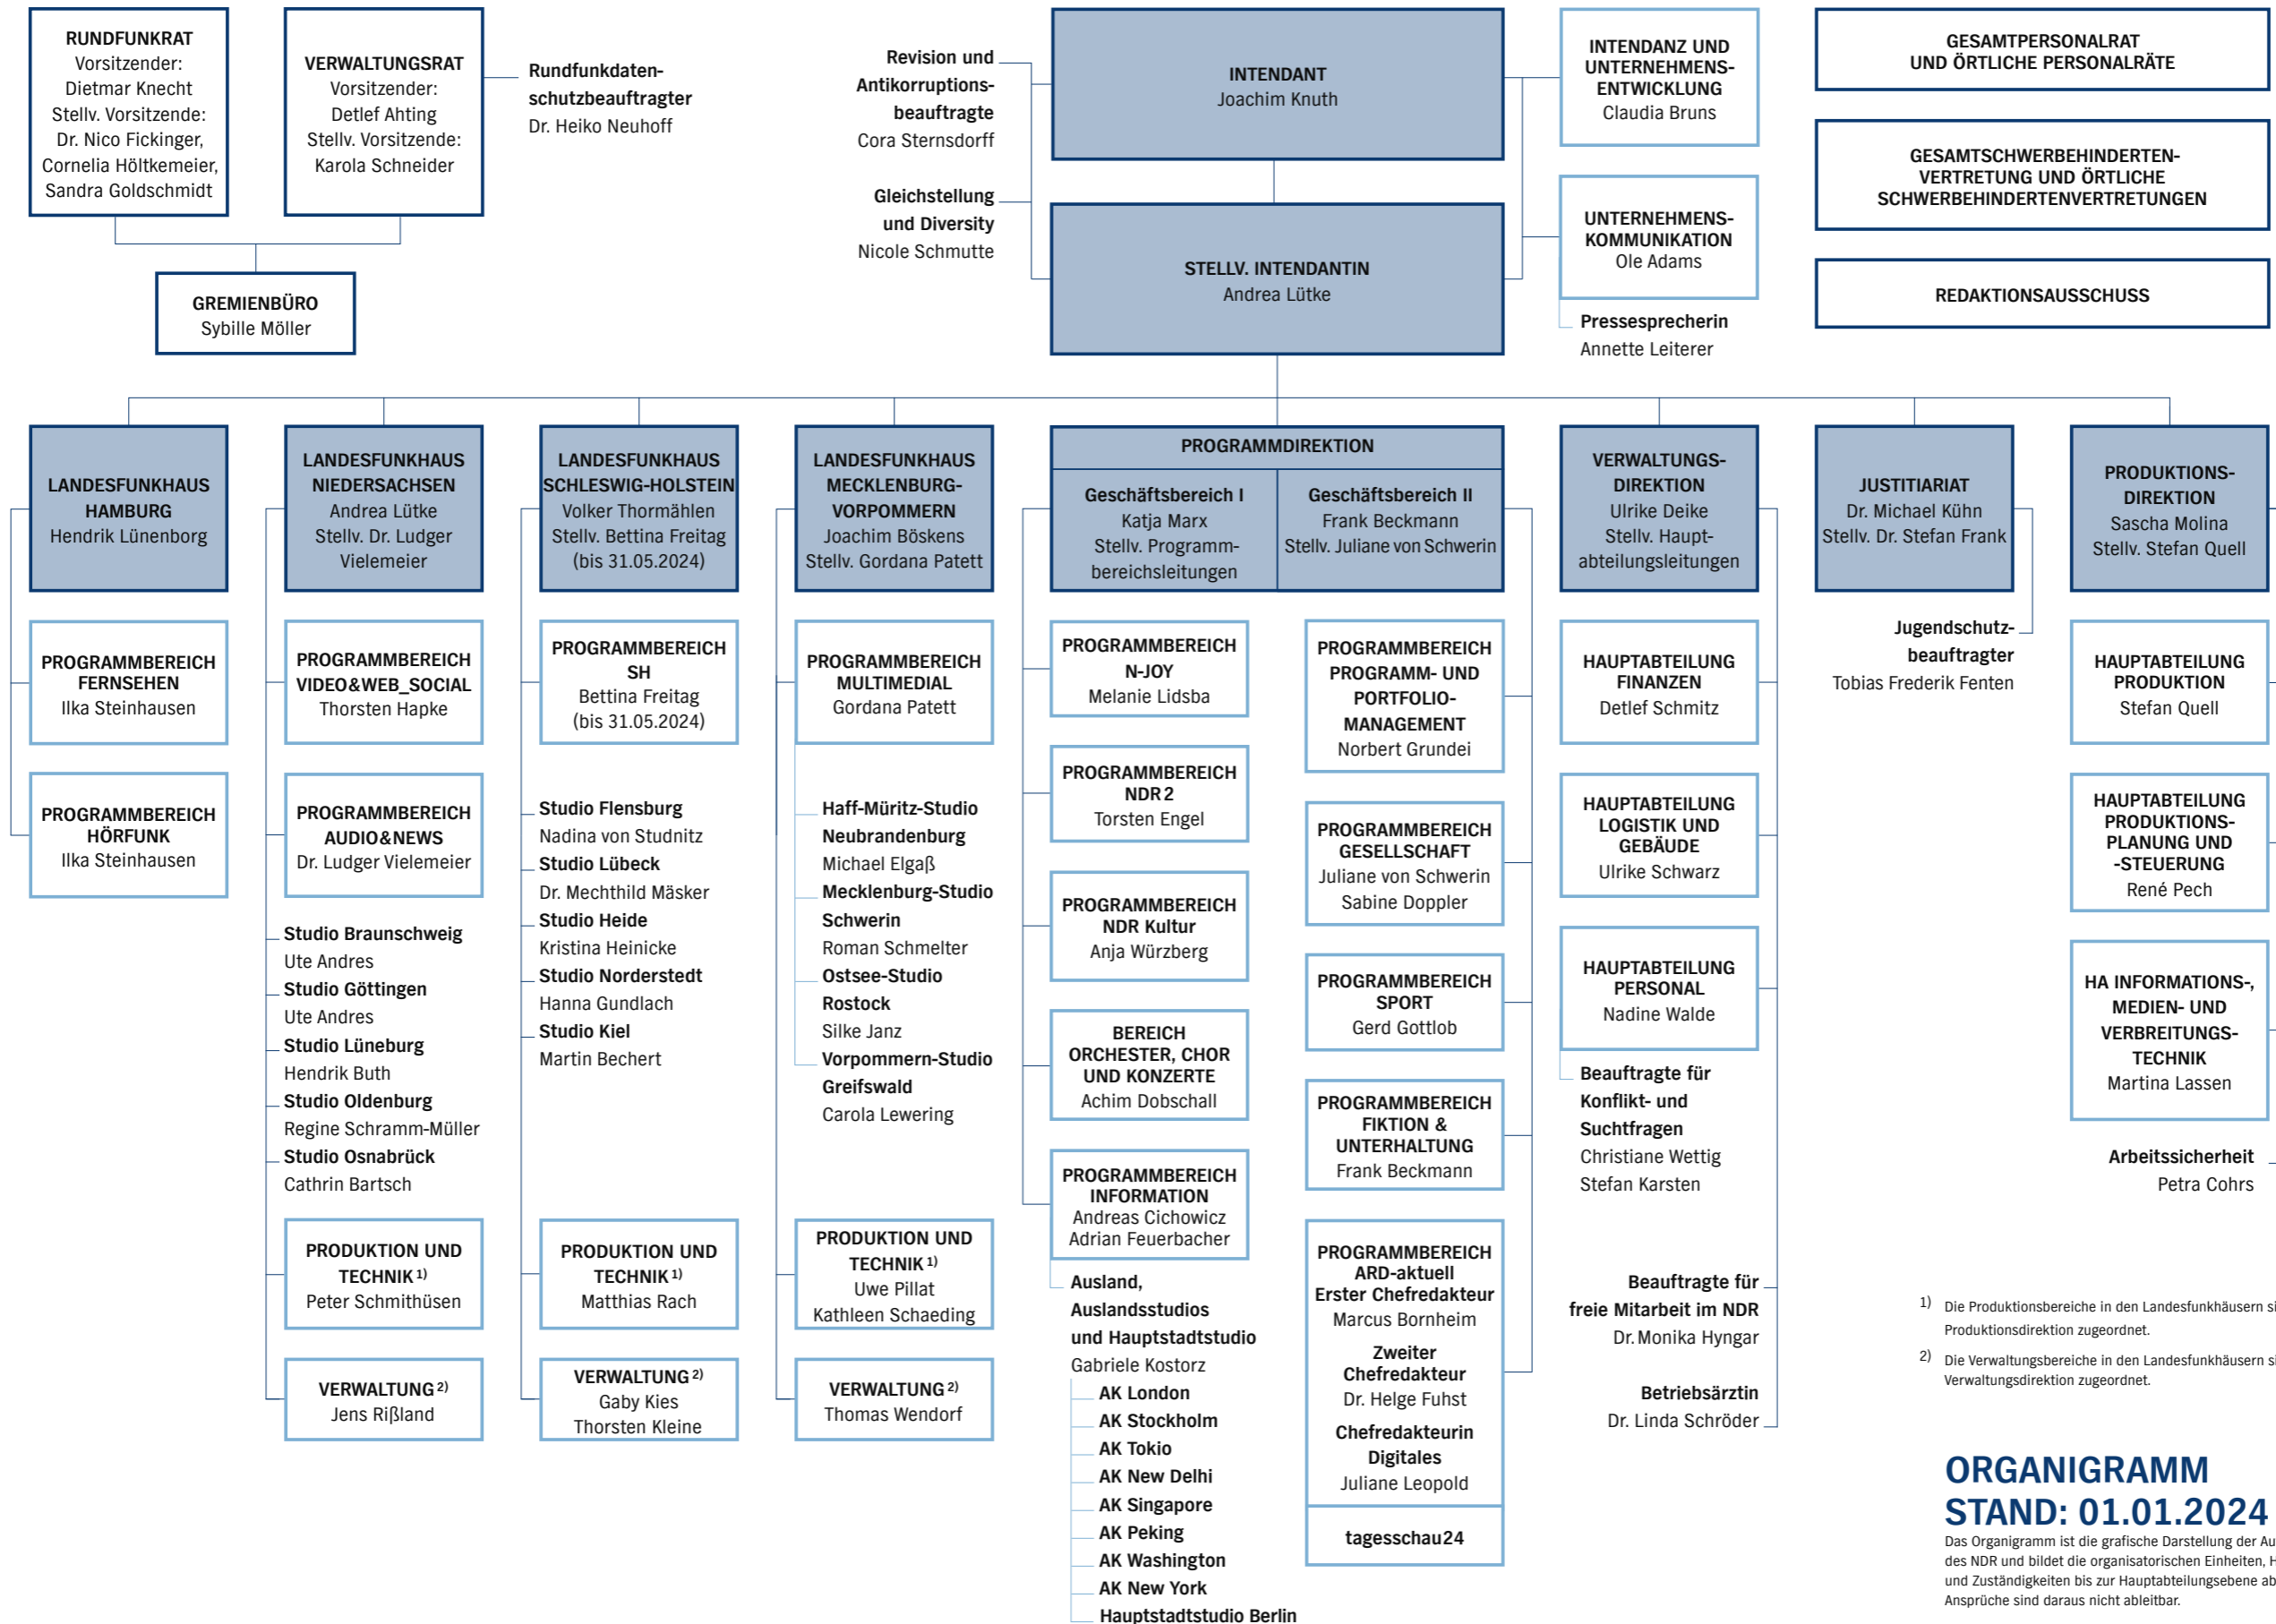 RUNDFUNKRAT
Vorsitzender:
Dietmar Knecht
Stellv. Vorsitzende:
Dr. Nico Fickinger,
Cornelia Höltkemeier,
Sandra Goldschmidt
VERWALTUNGSRAT
Vorsitzender:
Detlef Ahting
Stellv. Vorsitzende:
Karola Schneider
Rundfunkdaten-
schutzbeauftragter
Dr. Heiko Neuhoff
GREMIENBÜRO
Sybille Möller
Revision und
Antikorruptions-
beauftragte
Cora Sternsdorff
Gleichstellung
und Diversity
Nicole Schmutte
INTENDANT
Joachim Knuth
STELLV. INTENDANTIN
Andrea Lütke
INTENDANZ UND
UNTERNEHMENS-
ENTWICKLUNG
Claudia Bruns
UNTERNEHMENS-
KOMMUNIKATION
Ole Adams
Pressesprecherin
Annette Leiterer
GESAMTPERSONALRAT
UND ÖRTLICHE PERSONALRÄTE
GESAMTSCHWERBEHINDERTEN-
VERTRETUNG UND ÖRTLICHE
SCHWERBEHINDERTENVERTRETUNGEN
REDAKTIONSAUSSCHUSS
LANDESFUNKHAUS
HAMBURG
Hendrik Lünenborg
PROGRAMMBEREICH
FERNSEHEN
Ilka Steinhausen
PROGRAMMBEREICH
HÖRFUNK
Ilka Steinhausen
LANDESFUNKHAUS
NIEDERSACHSEN
Andrea Lütke
Stellv. Dr. Ludger
Vielemeier
PROGRAMMBEREICH
VIDEO&WEB_SOCIAL
Thorsten Hapke
PROGRAMMBEREICH
AUDIO&NEWS
Dr. Ludger Vielemeier
Studio Braunschweig
Ute Andres
Studio Göttingen
Ute Andres
Studio Lüneburg
Hendrik Buth
Studio Oldenburg
Regine Schramm-Müller
Studio Osnabrück
Cathrin Bartsch
PRODUKTION UND
TECHNIK 1)
Peter Schmithüsen
VERWALTUNG 2)
Jens Rißland
LANDESFUNKHAUS
SCHLESWIG-HOLSTEIN
Volker Thormählen
Stellv. Bettina Freitag
(bis 31.05.2024)
PROGRAMMBEREICH
SH
Bettina Freitag
(bis 31.05.2024)
Studio Flensburg
Nadina von Studnitz
Studio Lübeck
Dr. Mechthild Mäsker
Studio Heide
Kristina Heinicke
Studio Norderstedt
Hanna Gundlach
Studio Kiel
Martin Bechert
PRODUKTION UND
TECHNIK 1)
Matthias Rach
VERWALTUNG 2)
Gaby Kies
Thorsten Kleine
LANDESFUNKHAUS
MECKLENBURG-
VORPOMMERN
Joachim Böskens
Stellv. Gordana Patett
PROGRAMMBEREICH
MULTIMEDIAL
Gordana Patett
Haff-Müritz-Studio
Neubrandenburg
Michael Elgaß
Mecklenburg-Studio
Schwerin
Roman Schmelter
Ostsee-Studio
Rostock
Silke Janz
Vorpommern-Studio
Greifswald
Carola Lewering
PRODUKTION UND
TECHNIK 1)
Uwe Pillat
Kathleen Schaeding
VERWALTUNG 2)
Thomas Wendorf
PROGRAMMDIREKTION
Geschäftsbereich I
Katja Marx
Stellv. Programm-
bereichsleitungen
Geschäftsbereich II
Frank Beckmann
Stellv. Juliane von Schwerin
PROGRAMMBEREICH
N-JOY
Melanie Lidsba
PROGRAMMBEREICH
NDR 2
Torsten Engel
PROGRAMMBEREICH
NDR Kultur
Anja Würzberg
BEREICH
ORCHESTER, CHOR
UND KONZERTE
Achim Dobschall
PROGRAMMBEREICH
INFORMATION
Andreas Cichowicz
Adrian Feuerbacher
Ausland,
Auslandsstudios
und Hauptstadtstudio
Gabriele Kostorz
AK London
AK Stockholm
AK Tokio
AK New Delhi
AK Singapore
AK Peking
AK Washington
AK New York
Hauptstadtstudio Berlin
PROGRAMMBEREICH
PROGRAMM- UND
PORTFOLIO-
MANAGEMENT
Norbert Grundei
PROGRAMMBEREICH
GESELLSCHAFT
Juliane von Schwerin
Sabine Doppler
PROGRAMMBEREICH
SPORT
Gerd Gottlob
PROGRAMMBEREICH
FIKTION &
UNTERHALTUNG
Frank Beckmann
PROGRAMMBEREICH
ARD-aktuell
Erster Chefredakteur
Marcus Bornheim
Zweiter
Chefredakteur
Dr. Helge Fuhst
Chefredakteurin
Digitales
Juliane Leopold
tagesschau24
VERWALTUNGS-
DIREKTION
Ulrike Deike
Stellv. Haupt-
abteilungsleitungen
HAUPTABTEILUNG
FINANZEN
Detlef Schmitz
HAUPTABTEILUNG
LOGISTIK UND
GEBÄUDE
Ulrike Schwarz
HAUPTABTEILUNG
PERSONAL
Nadine Walde
Beauftragte für
Konflikt- und
Suchtfragen
Christiane Wettig
Stefan Karsten
Beauftragte für
freie Mitarbeit im NDR
Dr. Monika Hyngar
Betriebsärztin
Dr. Linda Schröder
JUSTITIARIAT
Dr. Michael Kühn
Stellv. Dr. Stefan Frank
Jugendschutz-
beauftragter
Tobias Frederik Fenten
PRODUKTIONS-
DIREKTION
Sascha Molina
Stellv. Stefan Quell
HAUPTABTEILUNG
PRODUKTION
Stefan Quell
HAUPTABTEILUNG
PRODUKTIONS-
PLANUNG UND
-STEUERUNG
René Pech
HA INFORMATIONS-,
MEDIEN- UND
VERBREITUNGS-
TECHNIK
Martina Lassen
Arbeitssicherheit
Petra Cohrs
1) Die Produktionsbereiche in den Landesfunkhäusern
Produktionsdirektion zugeordnet.
2) Die Verwaltungsbereiche in den Landesfunkhäusern
Verwaltungsdirektion zugeordnet.
ORGANIGRAMM
STAND: 01.01.2024
Das Organigramm ist die grafische Darstellung der
des NDR und bildet die organisatorischen Einheiten,
und Zuständigkeiten bis zur Hauptabteilungsebene ab
Ansprüche sind daraus nicht ableitbar.